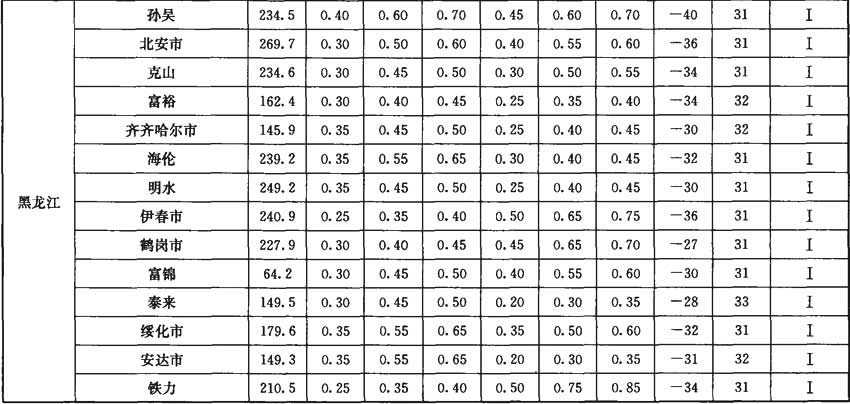 孙吴 234.5 0.40 0.60 0.70 0.45 0.60 0.70 -40 31 Ⅰ
北安市 269.7 0.30 0.50 0.60 0.40 0.55 0.60 -36 31 Ⅰ
克山 234.6 0.30 0.45 0.50 0.30 0.50 0.55 -34 31 Ⅰ
富裕 162.4 0.30 0.40 0.45 0.25 0.35 0.40 -34 32 Ⅰ
齐齐哈尔市 145.9 0.35 0.45 0.50 0.25 0.40 0.45 -30 32 Ⅰ
海伦 239.2 0.35 0.55 0.65 0.30 0.40 0.45 -32 31 Ⅰ
明水 249.2 0.35 0.45 0.50 0.25 0.40 0.45 -30 31 Ⅰ
黑龙江
伊春市 240.9 0.25 0.35 0.40 0.50 0.65 0.75 -36 31 Ⅰ
鹤岗市 227.9 0.30 0.40 0.45 0.45 0.65 0.70 -27 31 Ⅰ
富锦 64.2 0.30 0.45 0.50 0.40 0.55 0.60 -30 31 Ⅰ
泰来 149.5 0.30 0.45 0.50 0.20 0.30 0.35 -28 33 Ⅰ
绥化市 179.6 0.35 0.55 0.65 0.35 0.50 0.60 -32 31 Ⅰ
安达市 149.3 0.35 0.55 0.65 0.20 0.30 0.35 -31 32 Ⅰ
铁力 210.5 0.25 0.35 0.40 0.50 0.75 0.85 -34 31 Ⅰ